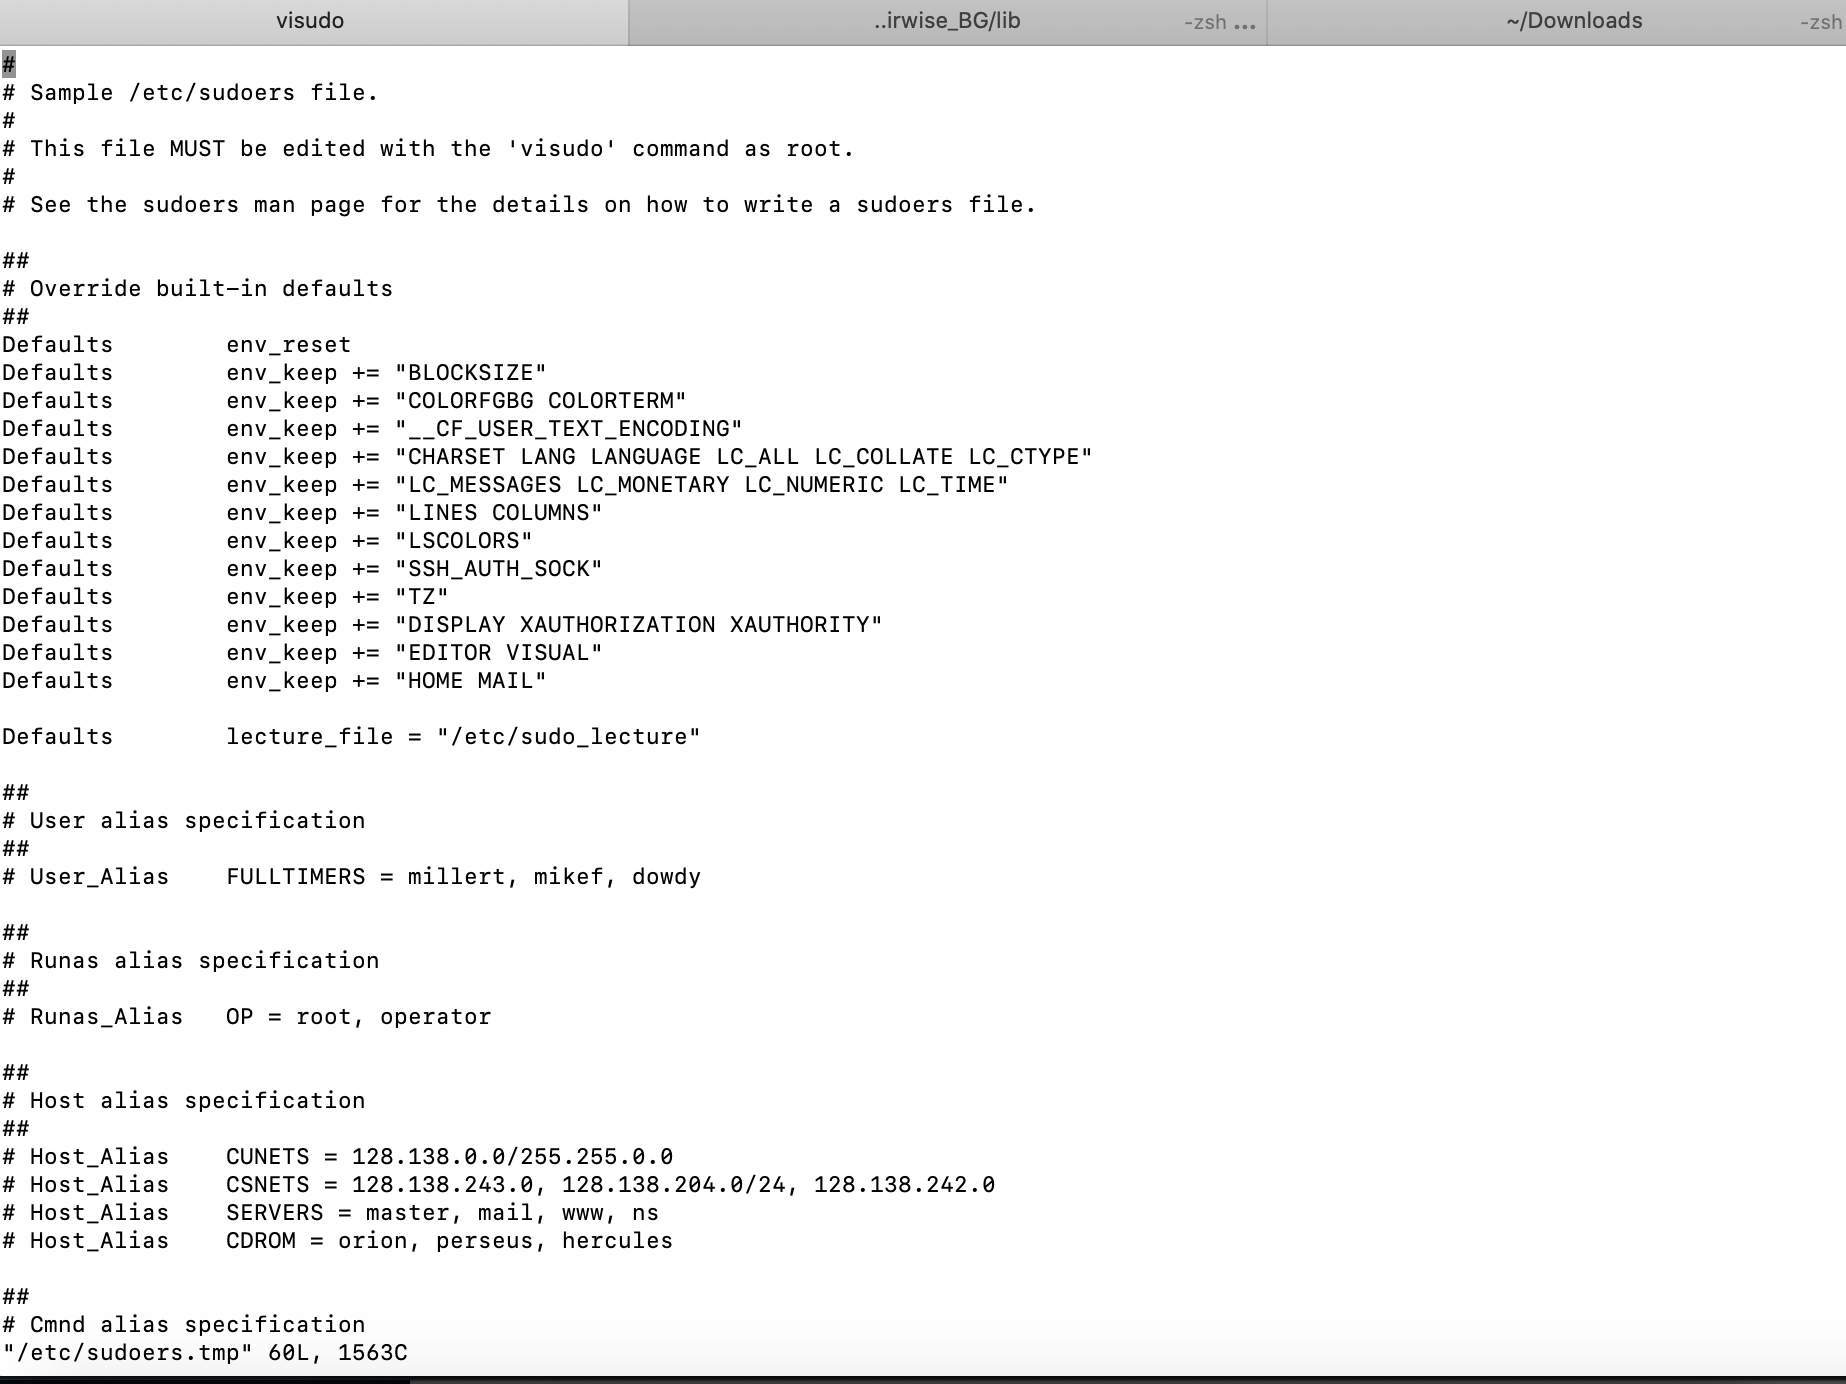 visudo ..irwise_BG/lib -zsh ... ~/Downloads -zsh
#
# Sample /etc/sudoers file.
#
# This file MUST be edited with the 'visudo' command as root.
#
# See the sudoers man page for the details on how to write a sudoers file.
##
# Override built-in defaults
##
Defaults env_reset
Defaults env_keep += "BLOCKSIZE"
Defaults env_keep += "COLORFGBG COLORTERM"
Defaults env_keep += "__CF_USER_TEXT_ENCODING"
Defaults env_keep += "CHARSET LANG LANGUAGE LC_ALL LC_COLLATE LC_CTYPE"
Defaults env_keep += "LC_MESSAGES LC_MONETARY LC_NUMERIC LC_TIME"
Defaults env_keep += "LINES COLUMNS"
Defaults env_keep += "LSCOLORS"
Defaults env_keep += "SSH_AUTH_SOCK"
Defaults env_keep += "TZ"
Defaults env_keep += "DISPLAY XAUTHORIZATION XAUTHORITY"
Defaults env_keep += "EDITOR VISUAL"
Defaults env_keep += "HOME MAIL"
Defaults lecture_file = "/etc/sudo_lecture"
##
# User alias specification
##
# User_Alias FULLTIMERS = millert, mikef, dowdy
##
# Runas alias specification
##
# Runas_Alias OP = root, operator
##
# Host alias specification
##
# Host_Alias CUNETS = 128.138.0.0/255.255.0.0
# Host_Alias CSNETS = 128.138.243.0, 128.138.204.0/24, 128.138.242.0
# Host_Alias SERVERS = master, mail, www, ns
# Host_Alias CDROM = orion, perseus, hercules
##
# Cmnd alias specification
"/etc/sudoers.tmp" 60L, 1563C